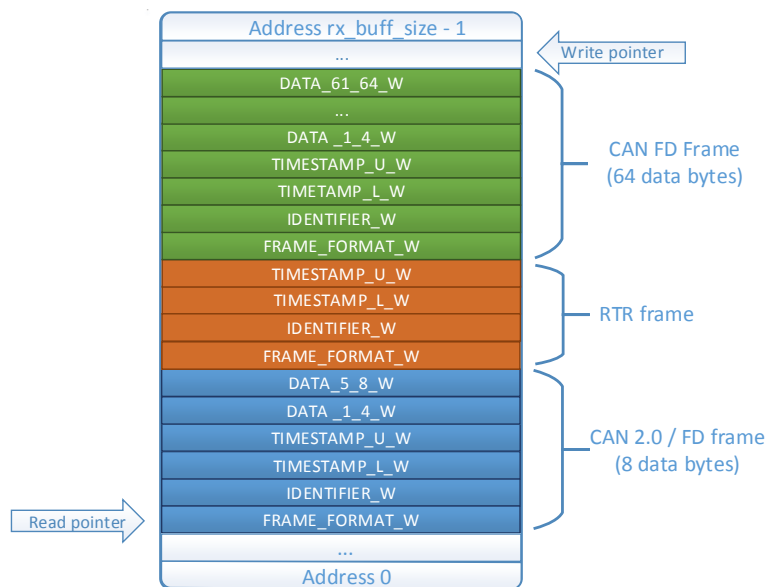 Address rx_buff_size - 1
...
Write pointer
DATA_61_64_W
...
DATA _1_4_W
TIMESTAMP_U_W
TIMETAMP_L_W
IDENTIFIER_W
FRAME_FORMAT_W
CAN FD Frame
(64 data bytes)
TIMESTAMP_U_W
TIMESTAMP_L_W
IDENTIFIER_W
FRAME_FORMAT_W
RTR frame
DATA_5_8_W
DATA _1_4_W
TIMESTAMP_U_W
TIMESTAMP_L_W
IDENTIFIER_W
FRAME_FORMAT_W
CAN 2.0 / FD frame
(8 data bytes)
Read pointer
...
Address 0